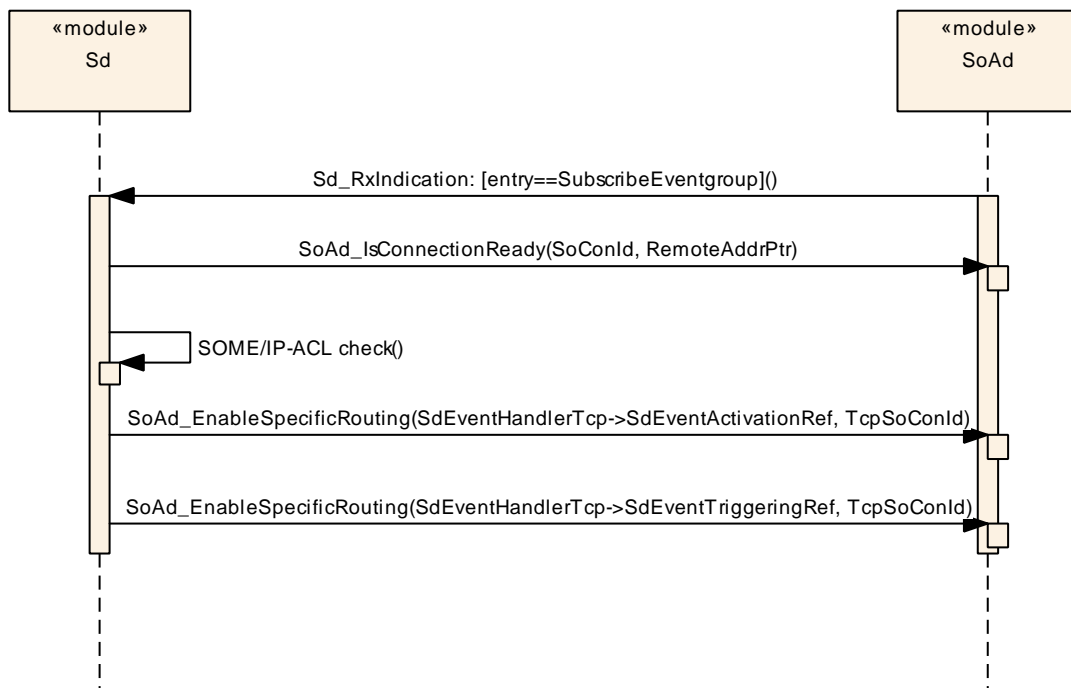 «module»
Sd
«module»
SoAd
Sd_RxIndication: [entry==SubscribeEventgroup]()
SoAd_IsConnectionReady(SoConId, RemoteAddrPtr)
SOME/IP-ACL check()
SoAd_EnableSpecificRouting(SdEventHandlerTcp->SdEventActivationRef, TcpSoConId)
SoAd_EnableSpecificRouting(SdEventHandlerTcp->SdEventTriggeringRef, TcpSoConId)